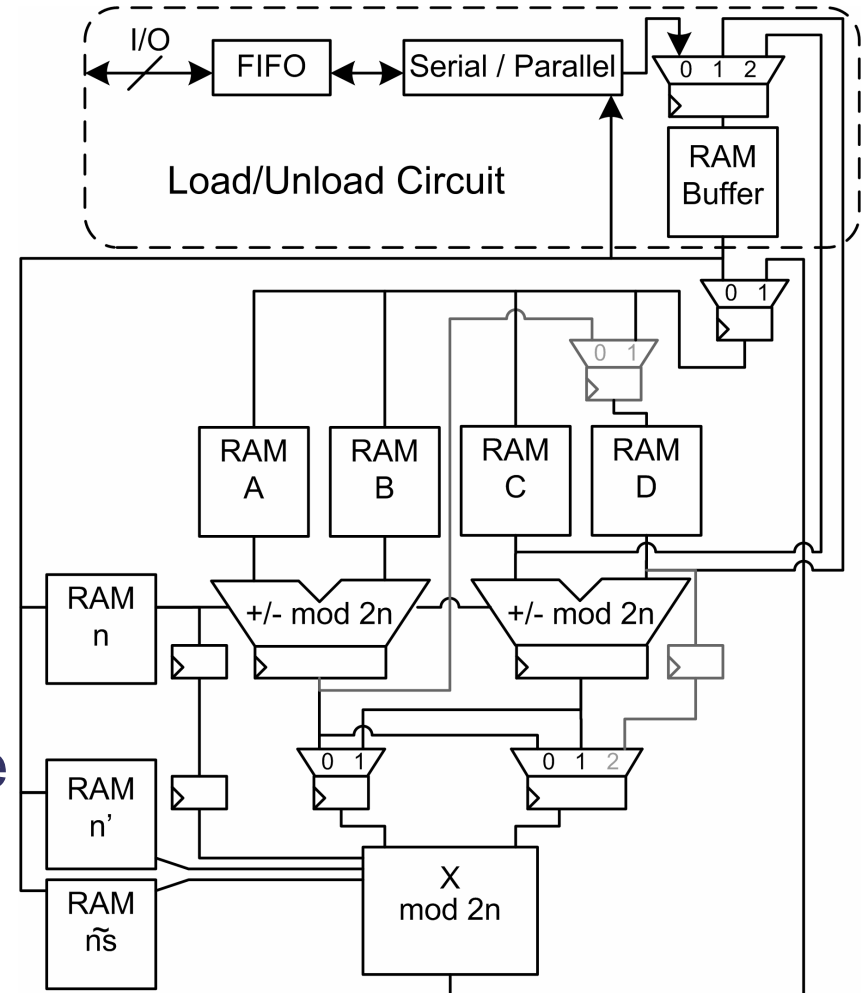 I/O
FIFO
Serial / Parallel
0 1 2
RAM
Buffer
Load/Unload Circuit
0 1
0 1
RAM
A
RAM
B
RAM
C
RAM
D
RAM
n
+/- mod 2n
+/- mod 2n
0 1
0 1 2
e
RAM
n'
X
mod 2n
RAM
ñs